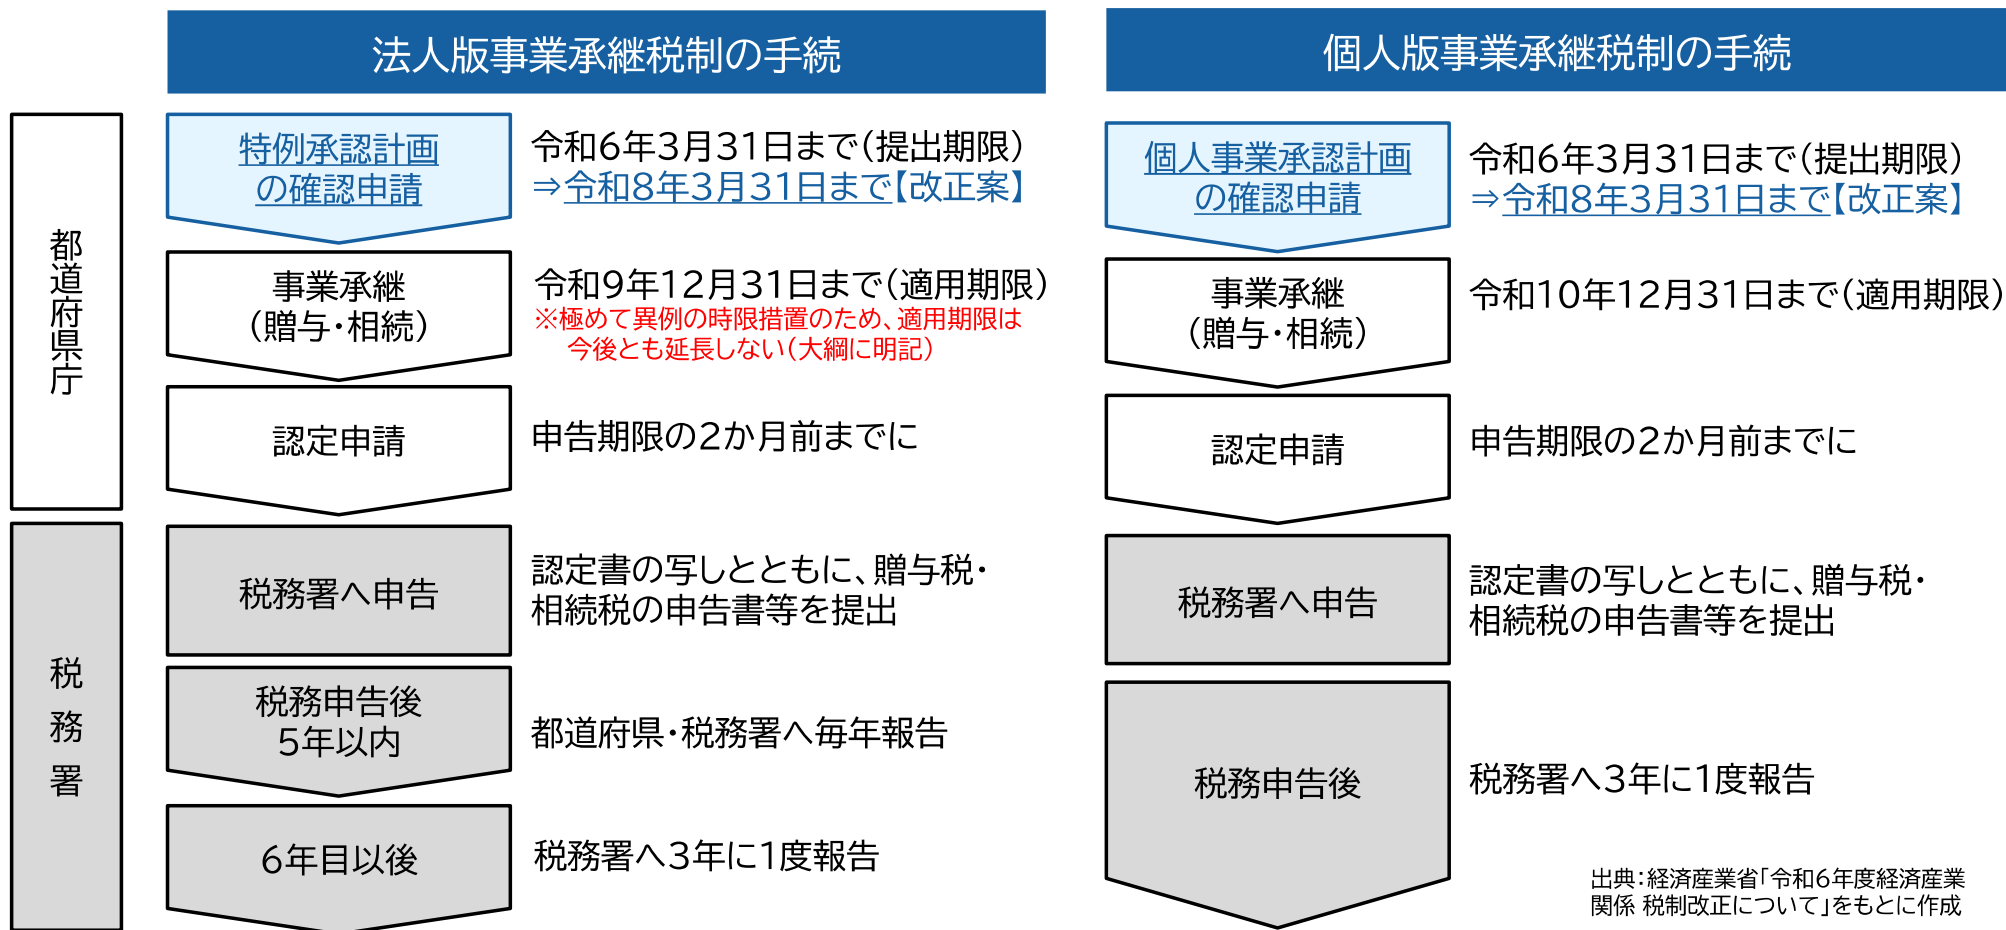 法人版事業承継税制の手続
個人版事業承継税制の手続
都道府県庁
税務署
特例承認計画
の確認申請
令和6年3月31日まで(提出期限)
⇒令和8年3月31日まで【改正案】
事業承継
(贈与・相続)
令和9年12月31日まで(適用期限)
※極めて異例の時限措置のため、適用期限は
今後とも延長しない(大綱に明記)
認定申請
申告期限の2か月前までに
税務署へ申告
認定書の写しとともに、贈与税・
相続税の申告書等を提出
税務申告後
5年以内
都道府県・税務署へ毎年報告
6年目以後
税務署へ3年に1度報告
個人事業承認計画
の確認申請
令和6年3月31日まで(提出期限)
⇒令和8年3月31日まで【改正案】
事業承継
(贈与・相続)
令和10年12月31日まで(適用期限)
認定申請
申告期限の2か月前までに
税務署へ申告
認定書の写しとともに、贈与税・
相続税の申告書等を提出
税務申告後
税務署へ3年に1度報告
出典:経済産業省「令和6年度経済産業
関係 税制改正について」をもとに作成